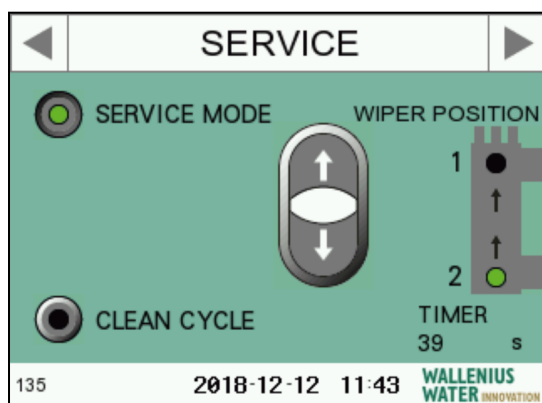 SERVICE
SERVICE MODE
WIPER POSITION
1
2
CLEAN CYCLE
TIMER
39 s
135
2018-12-12 11:43
WALLENIUS
WATER INNOVATION